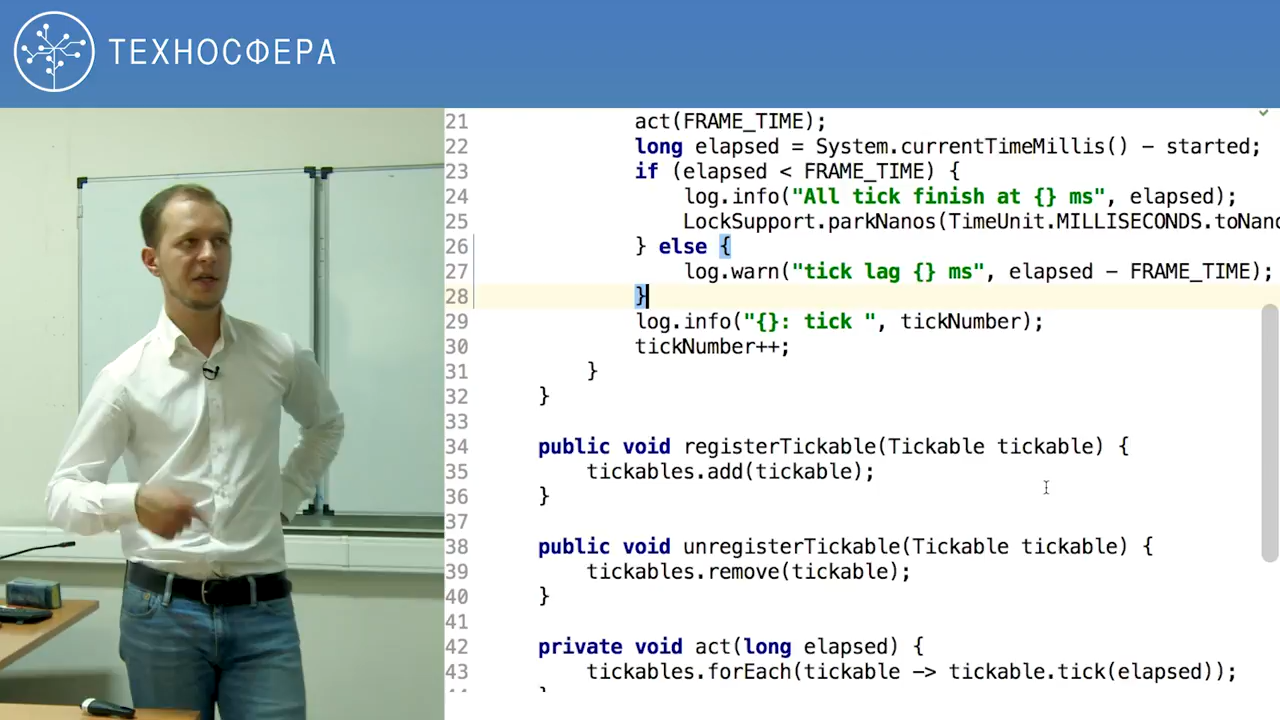 ТЕХНОСФЕРА
21 act(FRAME_TIME);
22 long elapsed = System.currentTimeMillis() - started;
23 if (elapsed < FRAME_TIME) {
24 log.info("All tick finish at {} ms", elapsed);
25 LockSupport.parkNanos(TimeUnit.MILLISECONDS.toNano
26 } else {
27 log.warn("tick lag {} ms", elapsed - FRAME_TIME);
28 }
29 log.info("{}: tick ", tickNumber);
30 tickNumber++;
31 }
32 }
33
34 public void registerTickable(Tickable tickable) {
35 tickables.add(tickable);
36 }
37
38 public void unregisterTickable(Tickable tickable) {
39 tickables.remove(tickable);
40 }
41
42 private void act(long elapsed) {
43 tickables.forEach(tickable -> tickable.tick(elapsed));